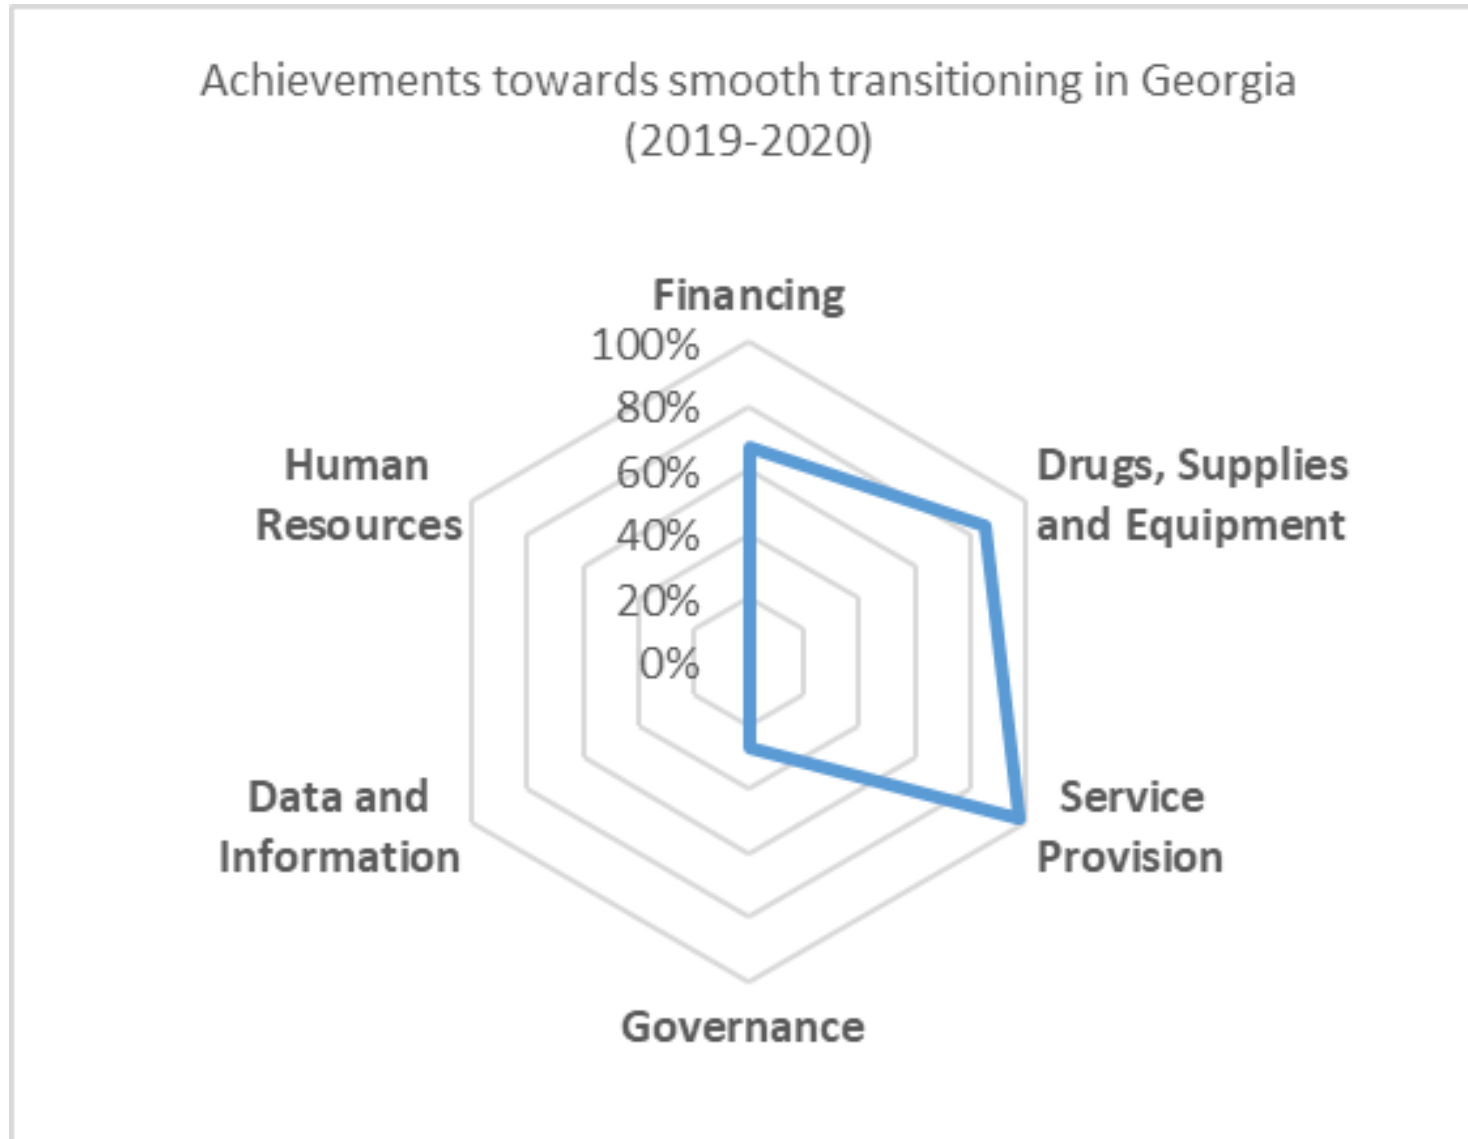 Achievements towards smooth transitioning in Georgia
(2019-2020)
Financing
100%
80%
60%
40%
20%
0%
Human
Resources
Drugs, Supplies
and Equipment
Data and
Information
Service
Provision
Governance